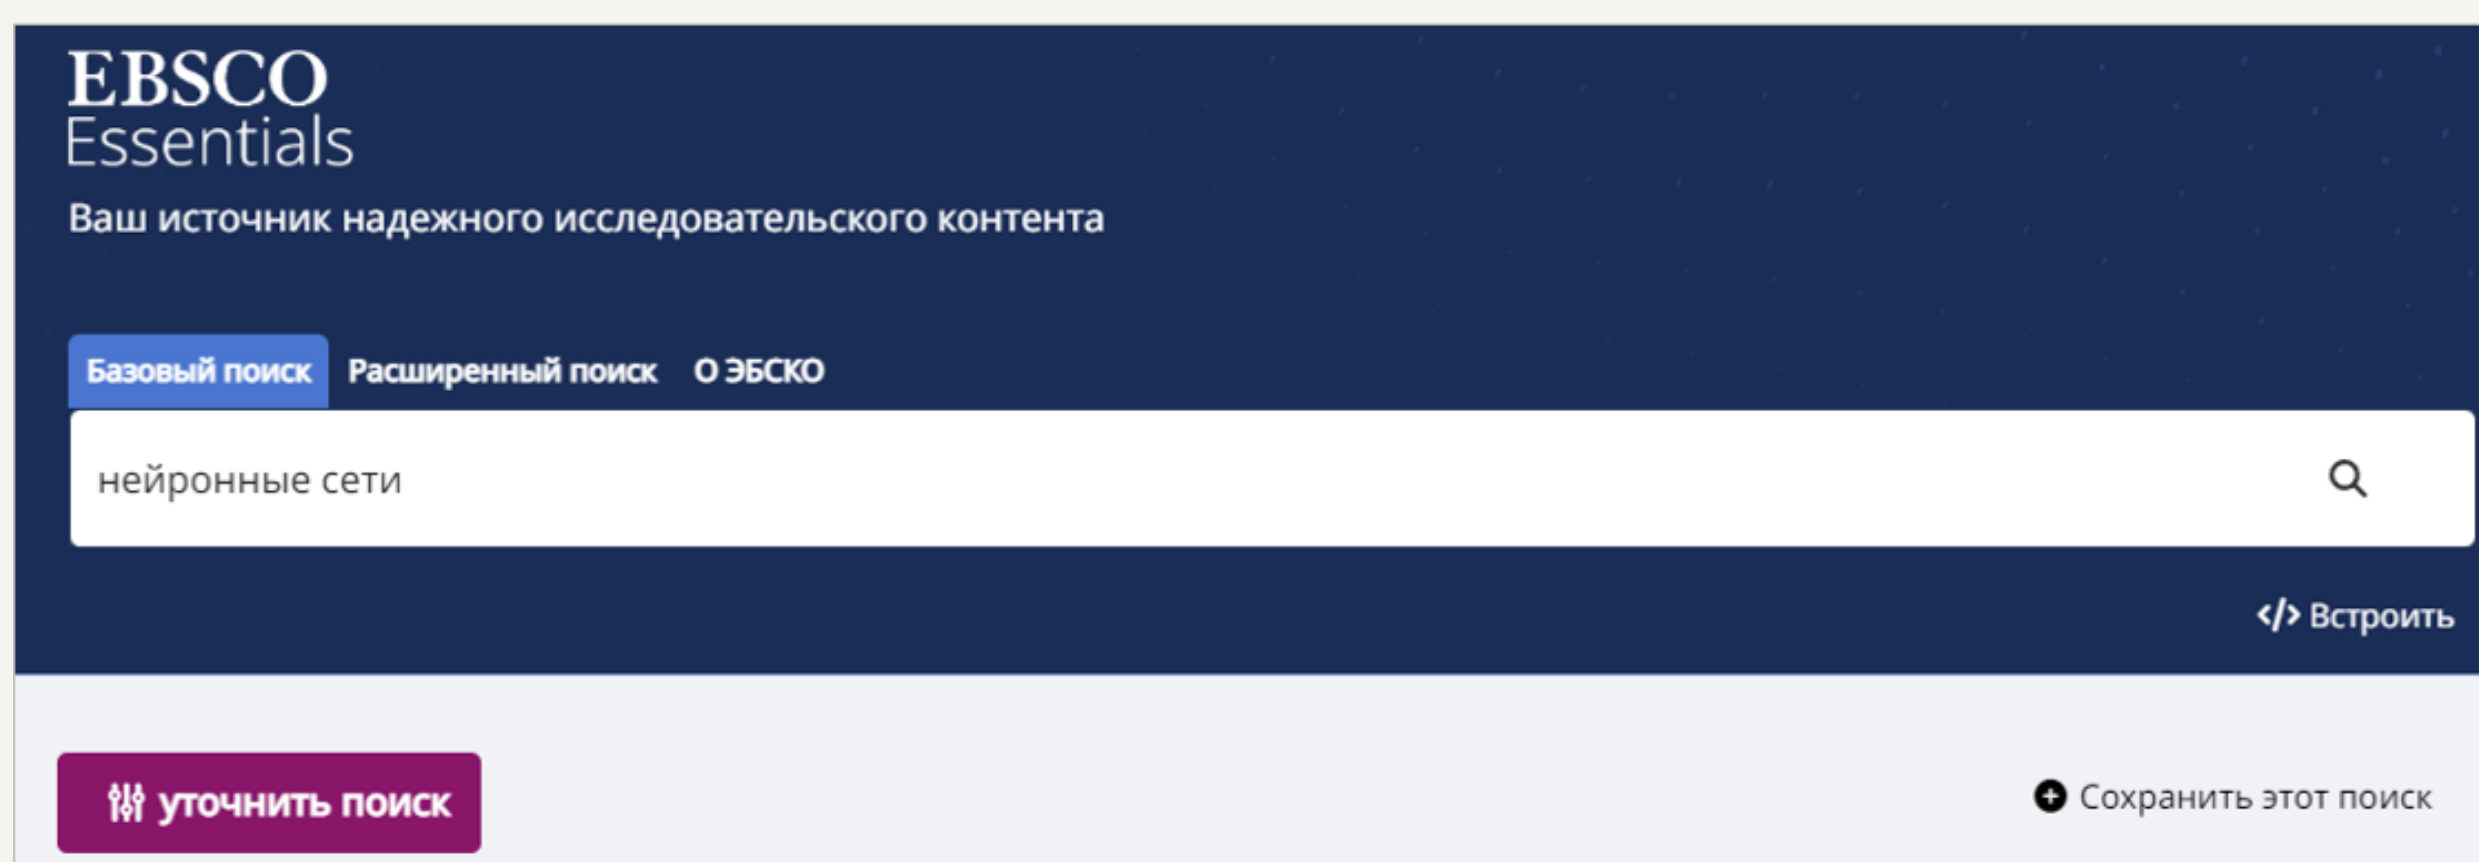 EBSCO
Essentials
Ваш источник надежного исследовательского контента
Базовый поиск Расширенный поиск О ЭБСКО
нейронные сети
</> Встроить
уточнить поиск
Сохранить этот поиск